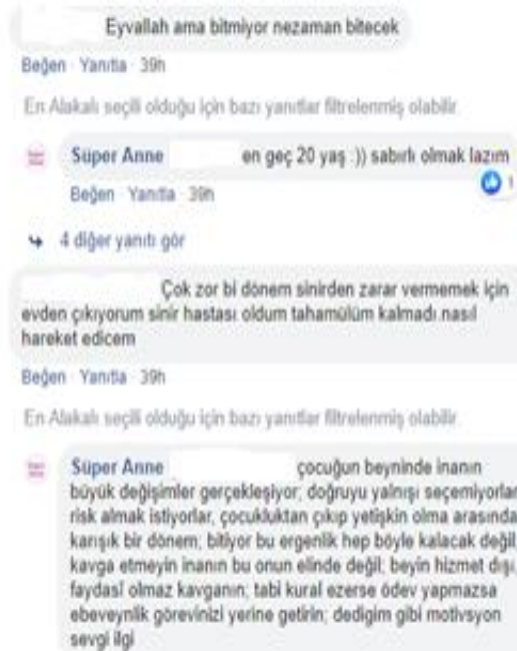 Eyvallah ama bitmiyor nezaman bitecek
Beğen · Yanıtla · 39h
En Alakalı seçili olduğu için bazı yanıtlar filtrelenmiş olabilir.
Süper Anne en geç 20 yaş :)) sabırlı olmak lazım
1
Beğen · Yanıtla · 39h
4 diğer yanıtı gör
Çok zor bi dönem sinirden zarar vermemek için
evden çıkıyorum sinir hastası oldum tahamülüm kalmadı nasıl
hareket edicem
Beğen · Yanıtla · 39h
En Alakalı seçili olduğu için bazı yanıtlar filtrelenmiş olabilir.
Süper Anne çocuğun beyninde inanın
büyük değişimler gerçekleşiyor; doğruyu yalnışı seçemiyorlar
risk almak istiyorlar, çocukluktan çıkıp yetişkin olma arasında
karışık bir dönem; bitiyor bu ergenlik hep böyle kalacak değil
kavga etmeyin inanın bu onun elinde değil; beyin hizmet dışı,
faydasî olmaz kavganın; tabi kural ezerse ödev yapmazsa
ebeveynlik görevinizi yerine getirin; dedigim gibi motivsyon
sevgi ilgi